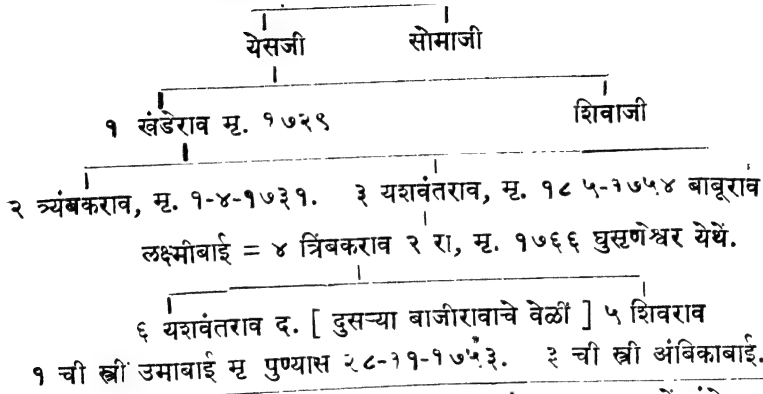 येसजी सोमाजी
१ खंडेराव मृ. १७२९ शिवाजी
२ त्र्यंबकराव, मृ. १-४-१७३१. ३ यशवंतराव, मृ. १८ ५-१७५४ बाबूराव
लक्ष्मीबाई = ४ त्रिंबकराव २ रा, मृ. १७६६ घुसृणेश्वर येथें.
६ यशवंतराव द. [ दुसऱ्या बाजीरावाचे वेळीं ] ५ शिवराव
१ ची स्त्री उमाबाई मृ पुण्यास २८-११-१७५३. ३ ची स्त्री अंबिकाबाई.